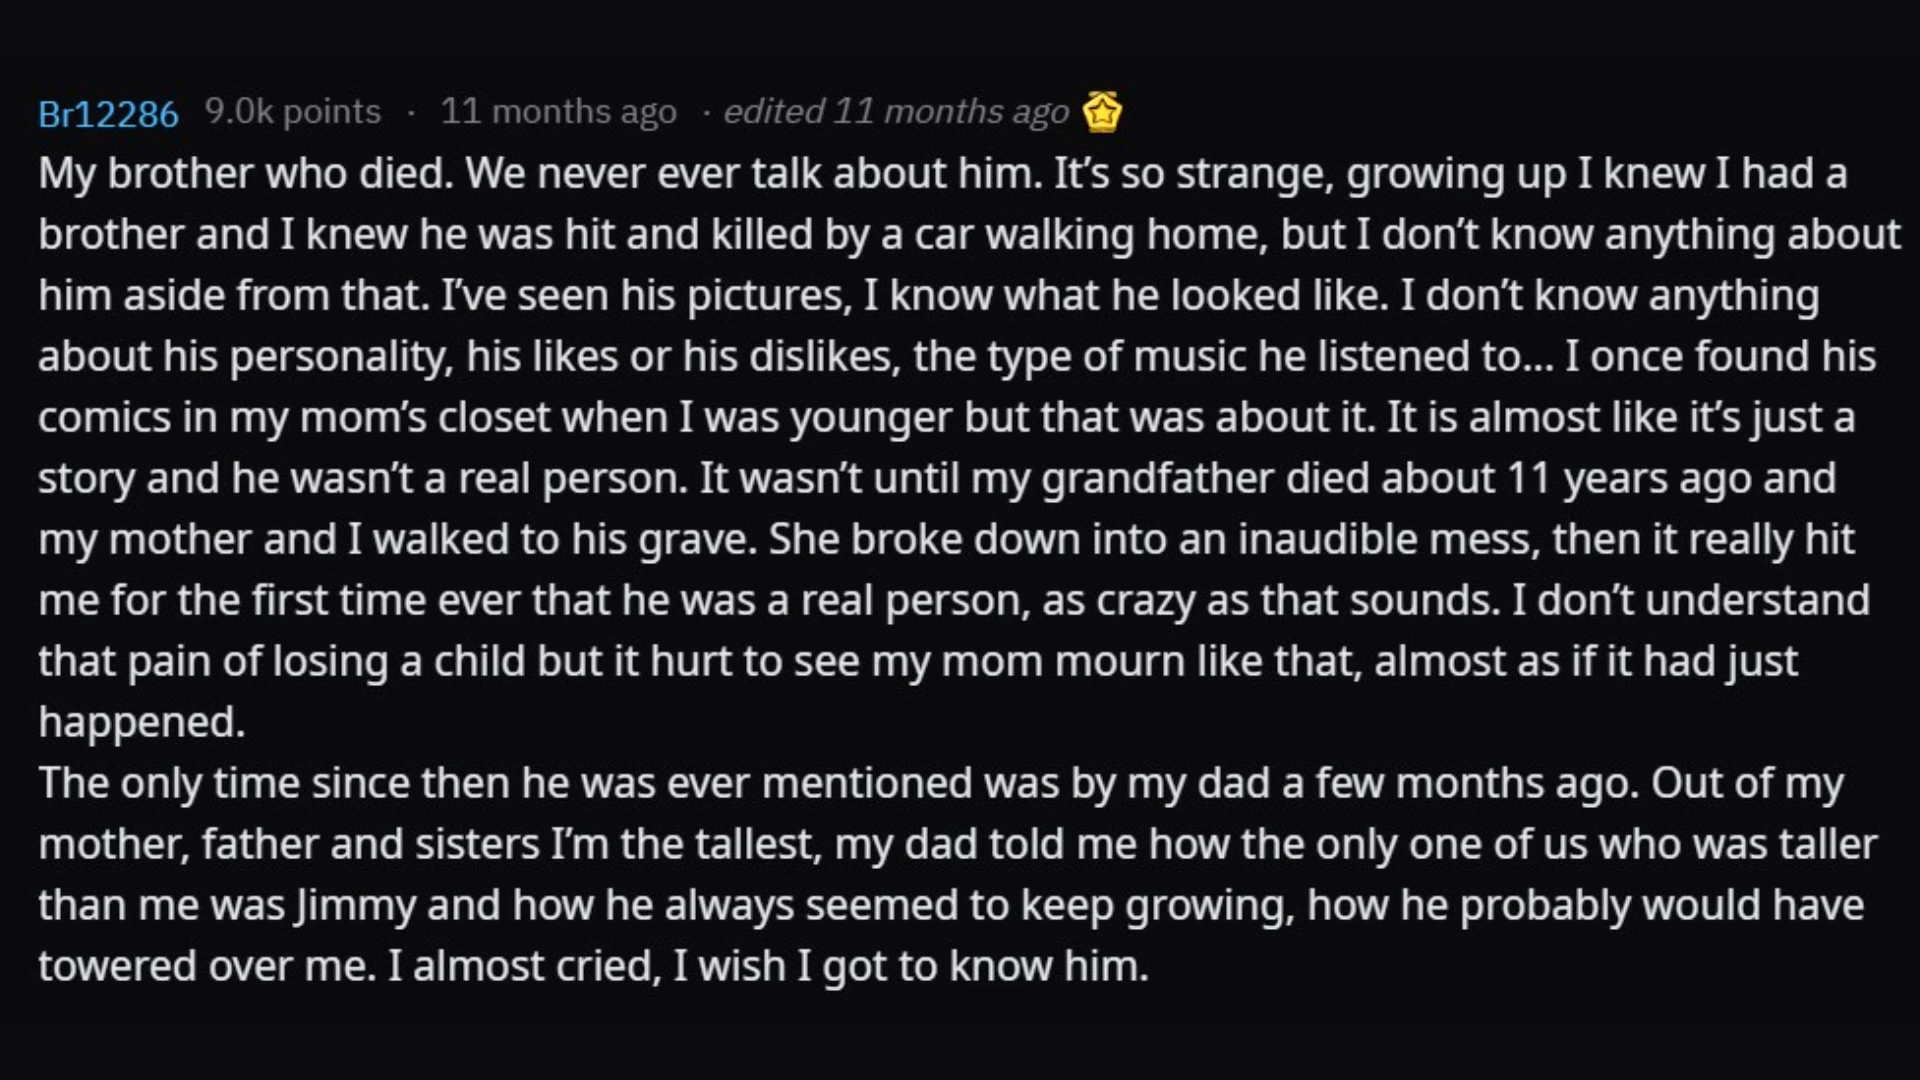 Br12286 9.0k points · 11 months ago · edited 11 months ago
My brother who died. We never ever talk about him. It’s so strange, growing up I knew I had a
brother and I knew he was hit and killed by a car walking home, but I don’t know anything about
him aside from that. I’ve seen his pictures, I know what he looked like. I don’t know anything
about his personality, his likes or his dislikes, the type of music he listened to... I once found his
comics in my mom’s closet when I was younger but that was about it. It is almost like it’s just a
story and he wasn’t a real person. It wasn’t until my grandfather died about 11 years ago and
my mother and I walked to his grave. She broke down into an inaudible mess, then it really hit
me for the first time ever that he was a real person, as crazy as that sounds. I don’t understand
that pain of losing a child but it hurt to see my mom mourn like that, almost as if it had just
happened.
The only time since then he was ever mentioned was by my dad a few months ago. Out of my
mother, father and sisters I’m the tallest, my dad told me how the only one of us who was taller
than me was Jimmy and how he always seemed to keep growing, how he probably would have
towered over me. I almost cried, I wish I got to know him.